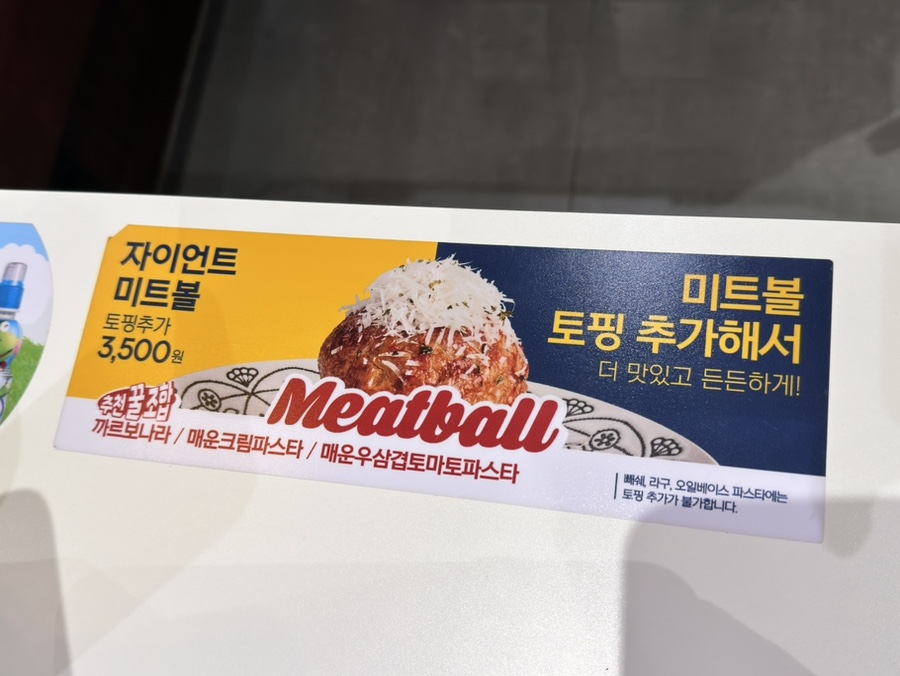 자이언트
미트볼
토핑추가
3,500원
미트볼
토핑 추가해서
더 맛있고 든든하게!
Meatball
추천꿀조합
까르보나라 / 매운크림파스타 / 매운우삼겹토마토파스타
빼쉐, 라구, 오일베이스 파스타에는
토핑 추가가 불가합니다.